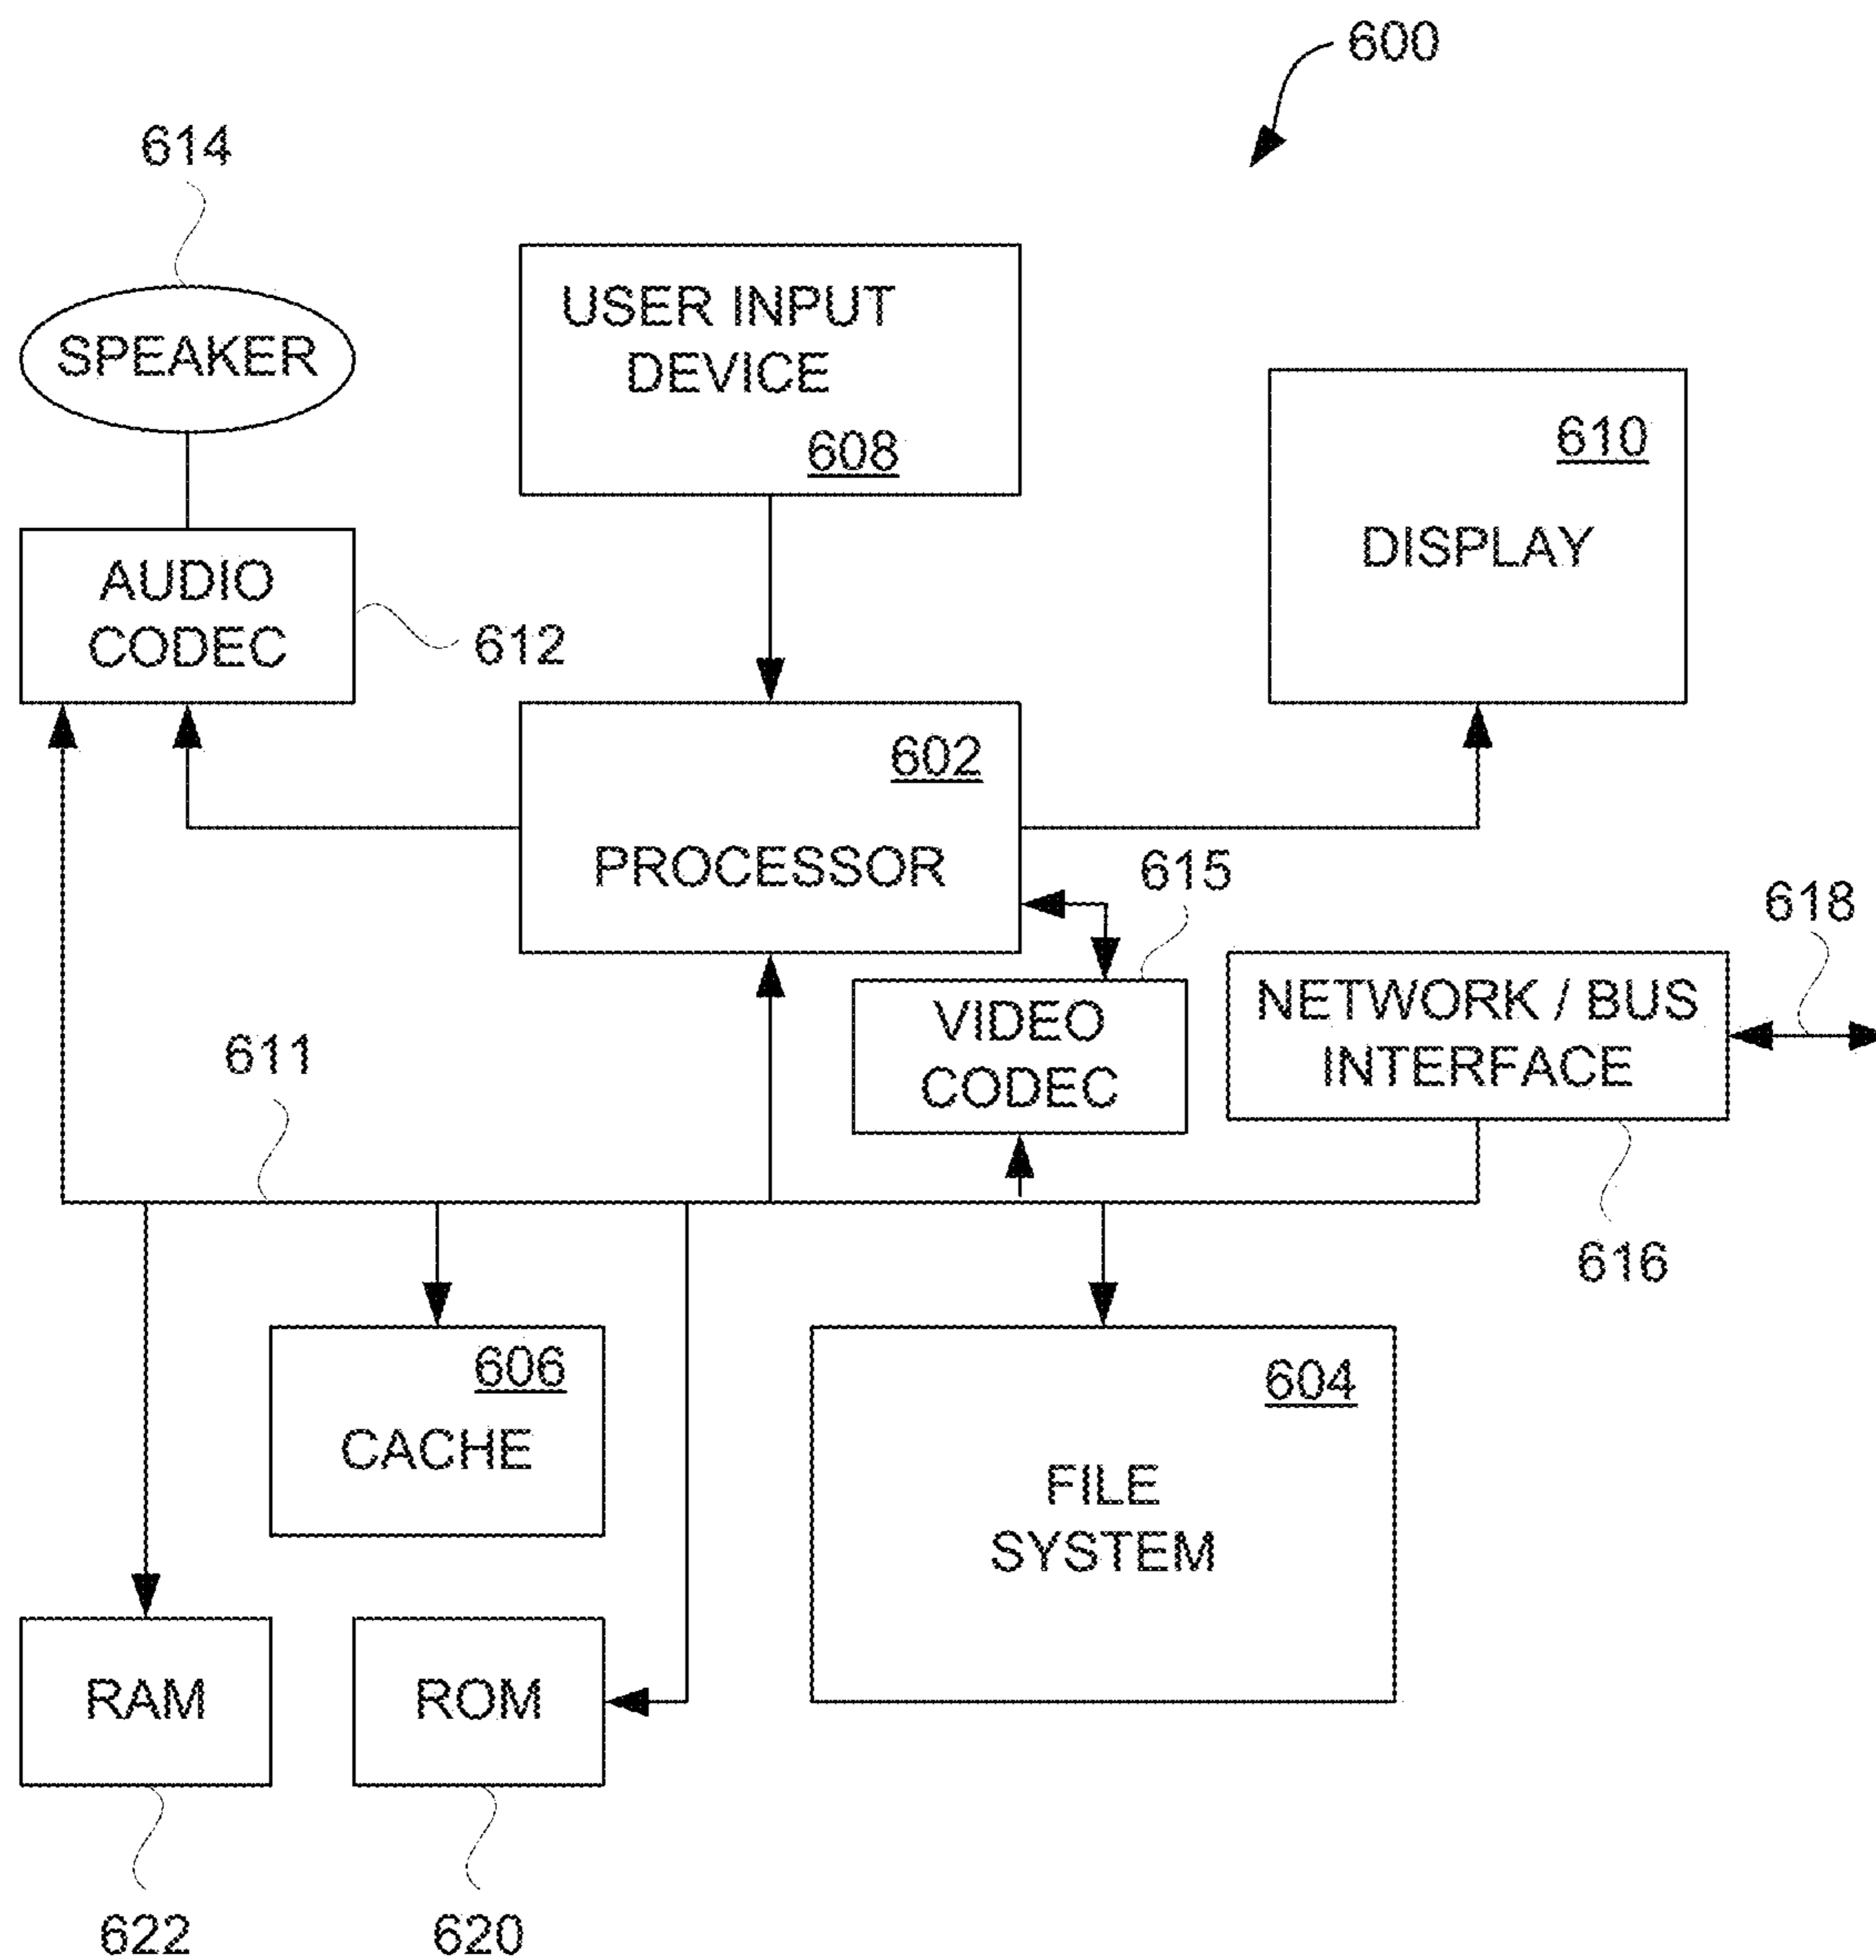 600
614
SPEAKER
USER INPUT
DEVICE
608
610
DISPLAY
AUDIO
CODEC
612
602
PROCESSOR
615
618
VIDEO
CODEC
NETWORK / BUS
INTERFACE
611
616
606
CACHE
604
FILE
SYSTEM
RAM
ROM
622
620